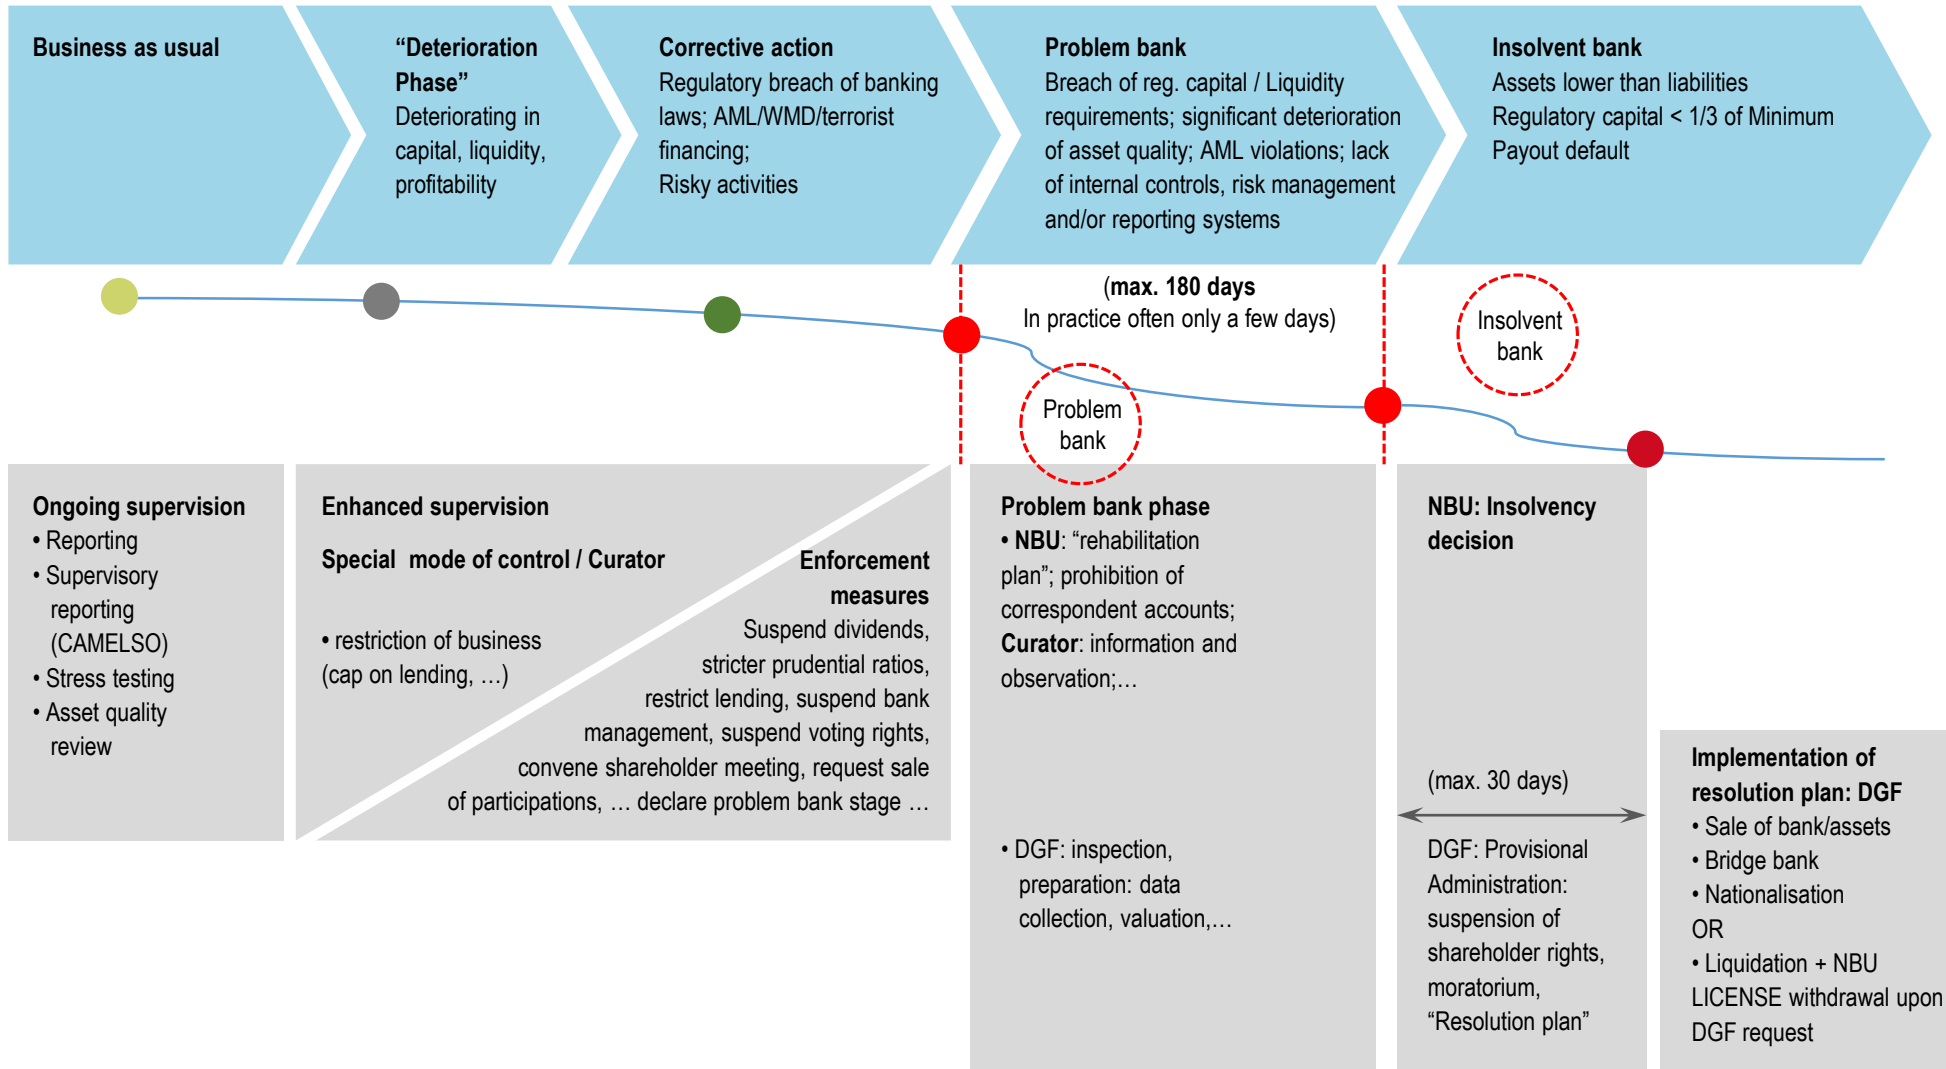 Business as usual
“Deterioration
Phase”
Deteriorating in
capital, liquidity,
profitability
Corrective action
Regulatory breach of banking
laws; AML/WMD/terrorist
financing;
Risky activities
Problem bank
Breach of reg. capital / Liquidity
requirements; significant deterioration
of asset quality; AML violations; lack
of internal controls, risk management
and/or reporting systems
Insolvent bank
Assets lower than liabilities
Regulatory capital < 1/3 of Minimum
Payout default
(max. 180 days
In practice often only a few days)
Problem
bank
Insolvent
bank
Ongoing supervision
• Reporting
• Supervisory
reporting
(CAMELSO)
• Stress testing
• Asset quality
review
Enhanced supervision
Special mode of control / Curator
• restriction of business
(cap on lending, …)
Enforcement
measures
Suspend dividends,
stricter prudential ratios,
restrict lending, suspend bank
management, suspend voting rights,
convene shareholder meeting, request sale
of participations, … declare problem bank stage …
Problem bank phase
• NBU: “rehabilitation
plan”; prohibition of
correspondent accounts;
Curator: information and
observation;…
• DGF: inspection,
preparation: data
collection, valuation,…
NBU: Insolvency
decision
(max. 30 days)
DGF: Provisional
Administration:
suspension of
shareholder rights,
moratorium,
“Resolution plan”
Implementation of
resolution plan: DGF
• Sale of bank/assets
• Bridge bank
• Nationalisation
OR
• Liquidation + NBU
LICENSE withdrawal upon
DGF request